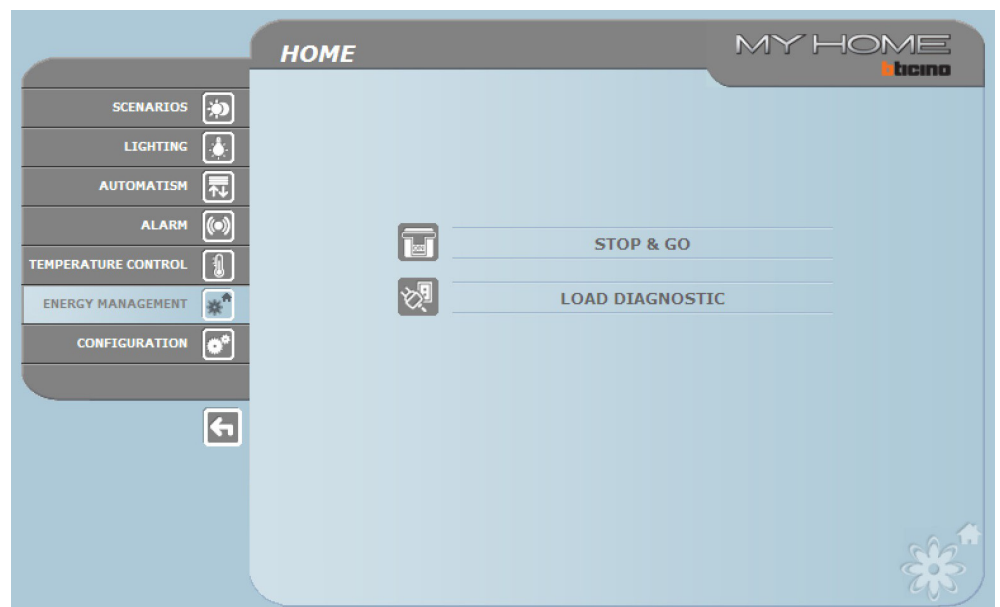 HOME
MY HOME
bticino
SCENARIOS
LIGHTING
AUTOMATISM
ALARM
TEMPERATURE CONTROL
ENERGY MANAGEMENT
CONFIGURATION
STOP & GO
LOAD DIAGNOSTIC